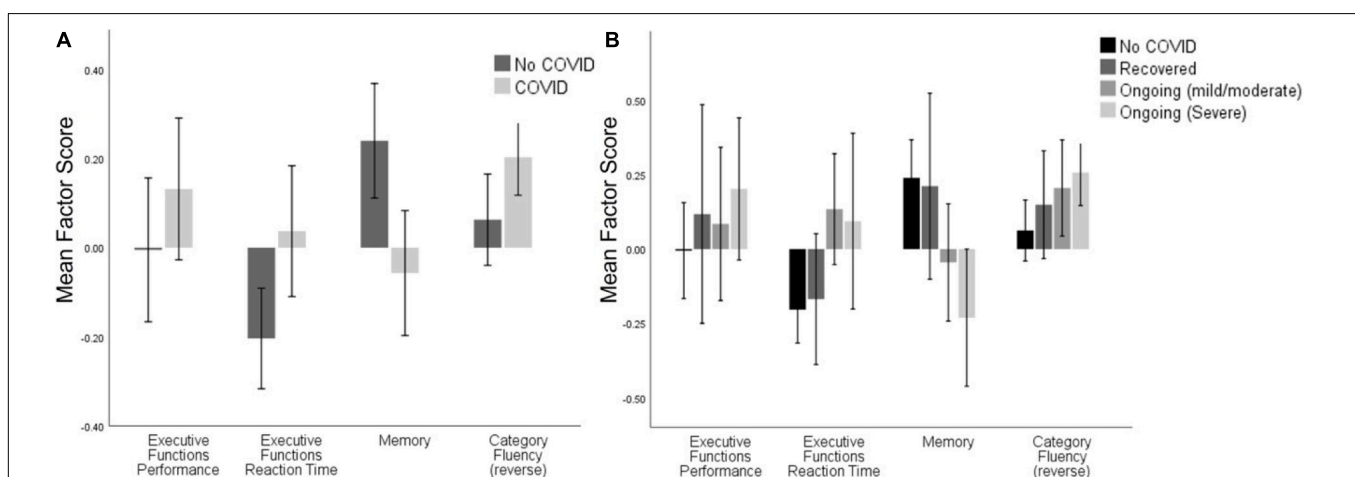 A
No COVID
COVID
Mean Factor Score
0.40
0.20
0.00
-0.20
-0.40
Executive
Functions
Performance
Executive
Functions
Reaction Time
Memory
Category
Fluency
(reverse)
B
No COVID
Recovered
Ongoing (mild/moderate)
Ongoing (Severe)
Mean Factor Score
0.50
0.25
0.00
-0.25
-0.50
Executive
Functions
Performance
Executive
Functions
Reaction Time
Memory
Category
Fluency
(reverse)